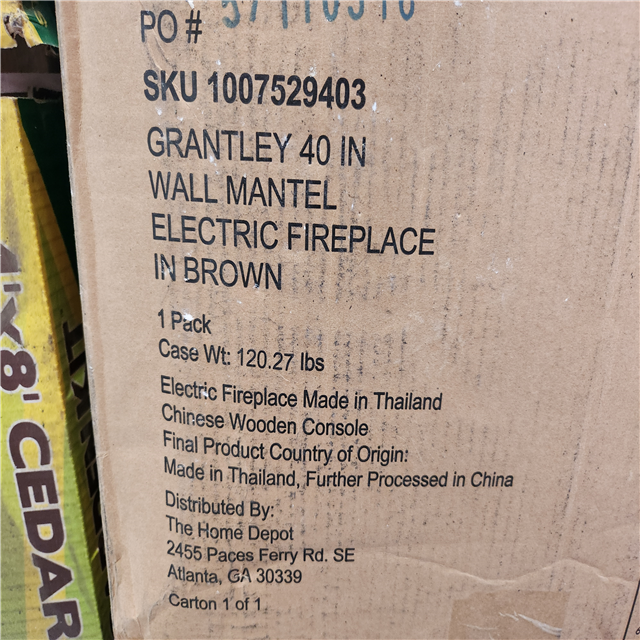 PO #
SKU 1007529403
GRANTLEY 40 IN
WALL MANTEL
ELECTRIC FIREPLACE
IN BROWN
1 Pack
Case Wt: 120.27 lbs
Electric Fireplace Made in Thailand
Chinese Wooden Console
Final Product Country of Origin:
Made in Thailand, Further Processed in China
Distributed By:
The Home Depot
2455 Paces Ferry Rd. SE
Atlanta, GA 30339
Carton 1 of 1
8' CEDAR